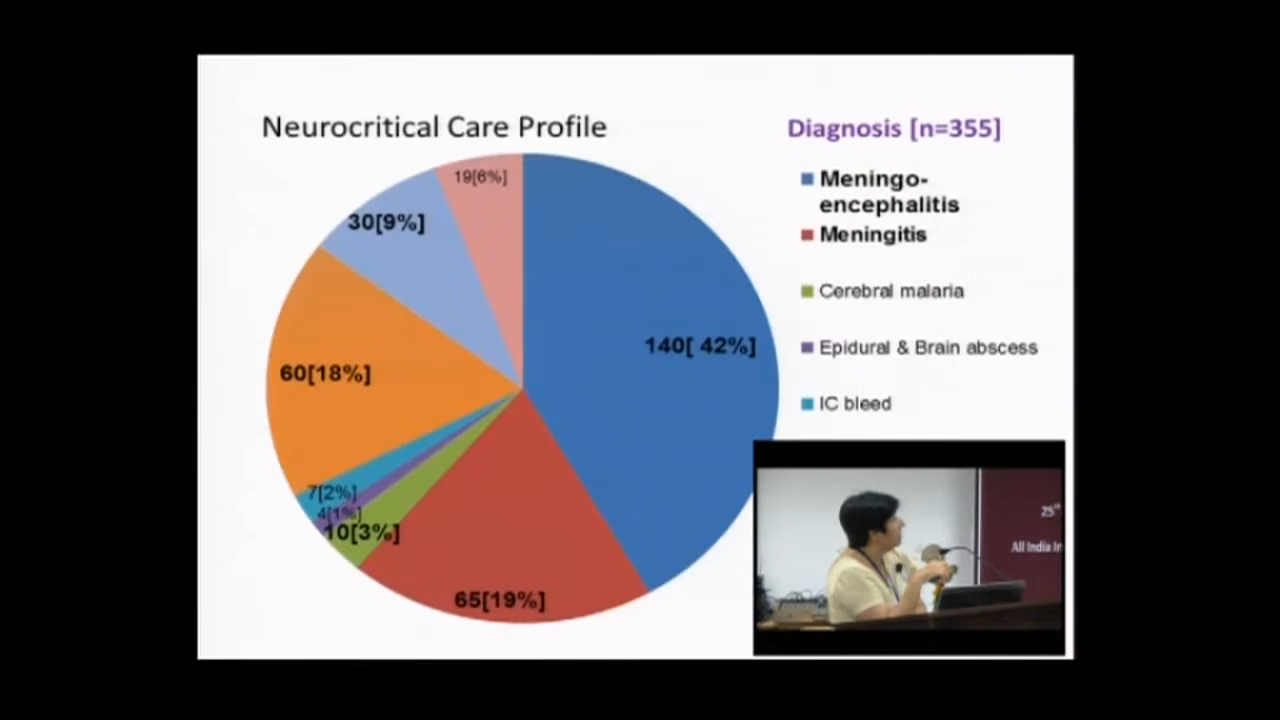 Neurocritical Care Profile
Diagnosis [n=355]
19[6%]
30[9%]
140[ 42%]
60[18%]
7[2%]
4[1%]
10[3%]
65[19%]
Meningo-
encephalitis
Meningitis
Cerebral malaria
Epidural & Brain abscess
IC bleed
25th
All India In